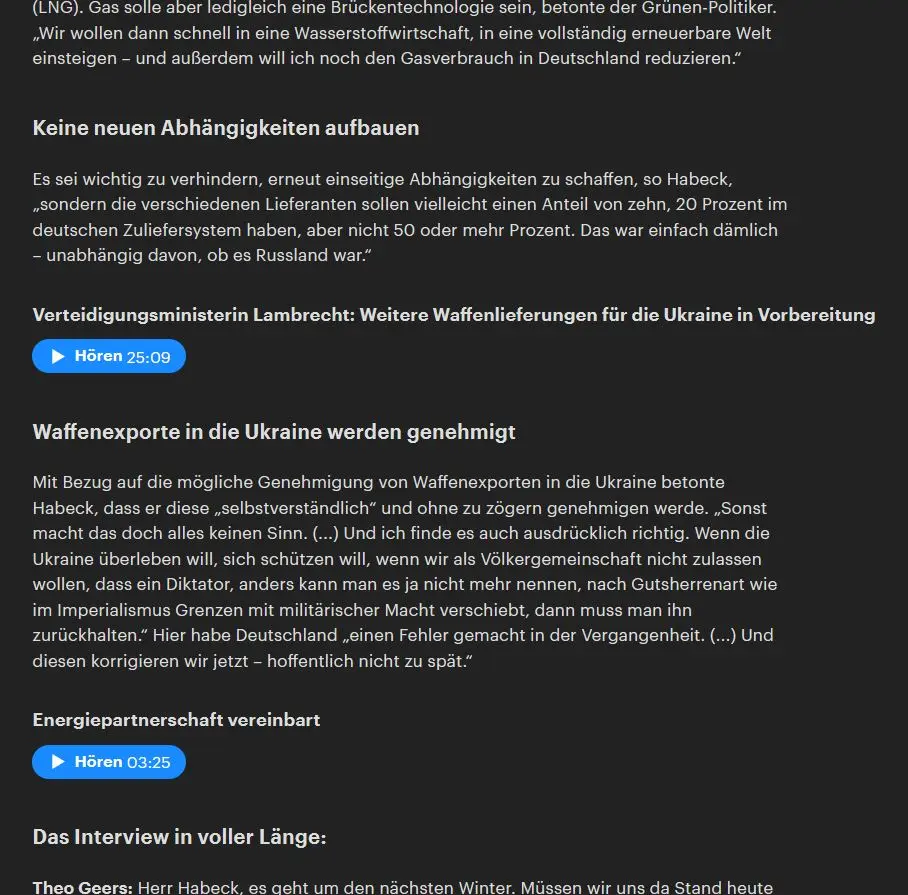 (LNG). Gas solle aber ledigleich eine Brückentechnologie sein, betonte der Grünen-Politiker.
„Wir wollen dann schnell in eine Wasserstoffwirtschaft, in eine vollständig erneuerbare Welt
einsteigen – und außerdem will ich noch den Gasverbrauch in Deutschland reduzieren.“
Keine neuen Abhängigkeiten aufbauen
Es sei wichtig zu verhindern, erneut einseitige Abhängigkeiten zu schaffen, so Habeck,
„sondern die verschiedenen Lieferanten sollen vielleicht einen Anteil von zehn, 20 Prozent im
deutschen Zuliefersystem haben, aber nicht 50 oder mehr Prozent. Das war einfach dämlich
– unabhängig davon, ob es Russland war.“
Verteidigungsministerin Lambrecht: Weitere Waffenlieferungen für die Ukraine in Vorbereitung
Hören 25:09
Waffenexporte in die Ukraine werden genehmigt
Mit Bezug auf die mögliche Genehmigung von Waffenexporten in die Ukraine betonte
Habeck, dass er diese „selbstverständlich“ und ohne zu zögern genehmigen werde. „Sonst
macht das doch alles keinen Sinn. (...) Und ich finde es auch ausdrücklich richtig. Wenn die
Ukraine überleben will, sich schützen will, wenn wir als Völkergemeinschaft nicht zulassen
wollen, dass ein Diktator, anders kann man es ja nicht mehr nennen, nach Gutsherrenart wie
im Imperialismus Grenzen mit militärischer Macht verschiebt, dann muss man ihn
zurückhalten.“ Hier habe Deutschland „einen Fehler gemacht in der Vergangenheit. (...) Und
diesen korrigieren wir jetzt – hoffentlich nicht zu spät.“
Energiepartnerschaft vereinbart
Hören 03:25
Das Interview in voller Länge:
Theo Geers: Herr Habeck, es geht um den nächsten Winter. Müssen wir uns da Stand heute